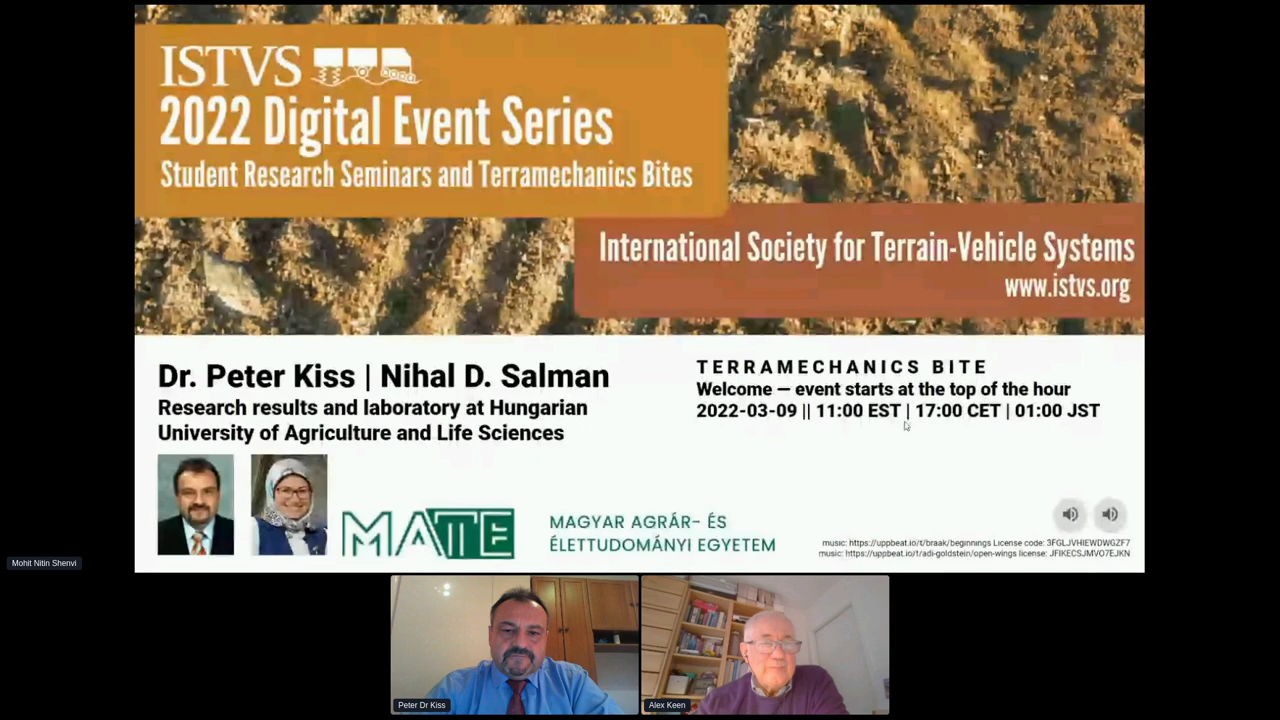 ISTVS
2022 Digital Event Series
Student Research Seminars and Terramechanics Bites
International Society for Terrain-Vehicle Systems
www.istvs.org
Dr. Peter Kiss | Nihal D. Salman
Research results and laboratory at Hungarian
University of Agriculture and Life Sciences
TERRAMECHANICS BITE
Welcome — event starts at the top of the hour
2022-03-09 || 11:00 EST | 17:00 CET | 01:00 JST
MATE
MAGYAR AGRÁR- ÉS
ÉLETTUDOMÁNYI EGYETEM
music: https://uppbeat.io/t/braak/beginnings License code: 3FGLJVHIEWDWGZF7
music: https://uppbeat.io/t/adi-goldstein/open-wings license: JFIKECSJMVO7EJKN
Mohit Nitin Shenvi
Peter Dr Kiss
Alex Keen